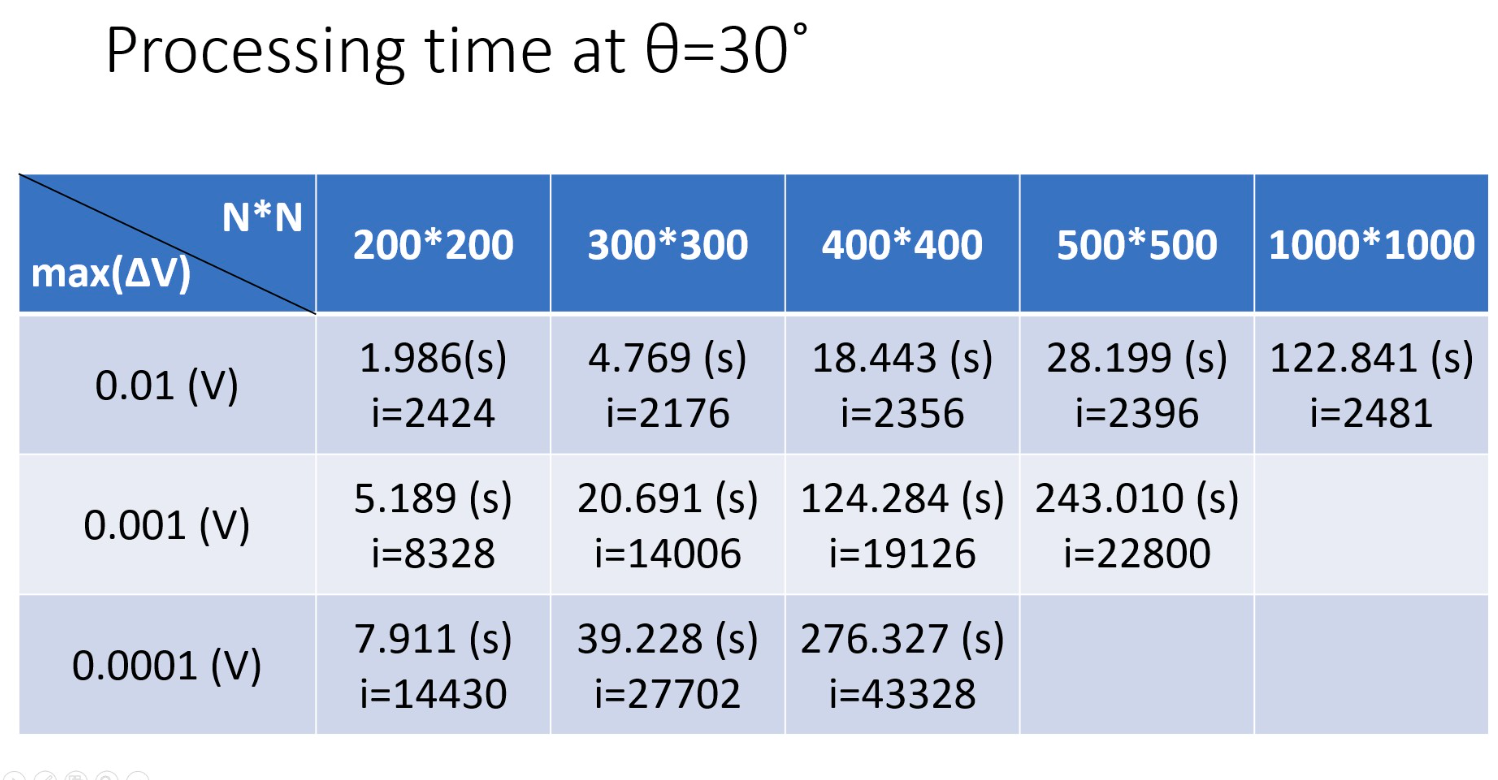 Processing time at θ=30°
N*N
max(ΔV)
200*200
300*300
400*400
500*500
1000*1000
0.01 (V)
1.986(s)
i=2424
4.769 (s)
i=2176
18.443 (s)
i=2356
28.199 (s)
i=2396
122.841 (s)
i=2481
0.001 (V)
5.189 (s)
i=8328
20.691 (s)
i=14006
124.284 (s)
i=19126
243.010 (s)
i=22800
0.0001 (V)
7.911 (s)
i=14430
39.228 (s)
i=27702
276.327 (s)
i=43328